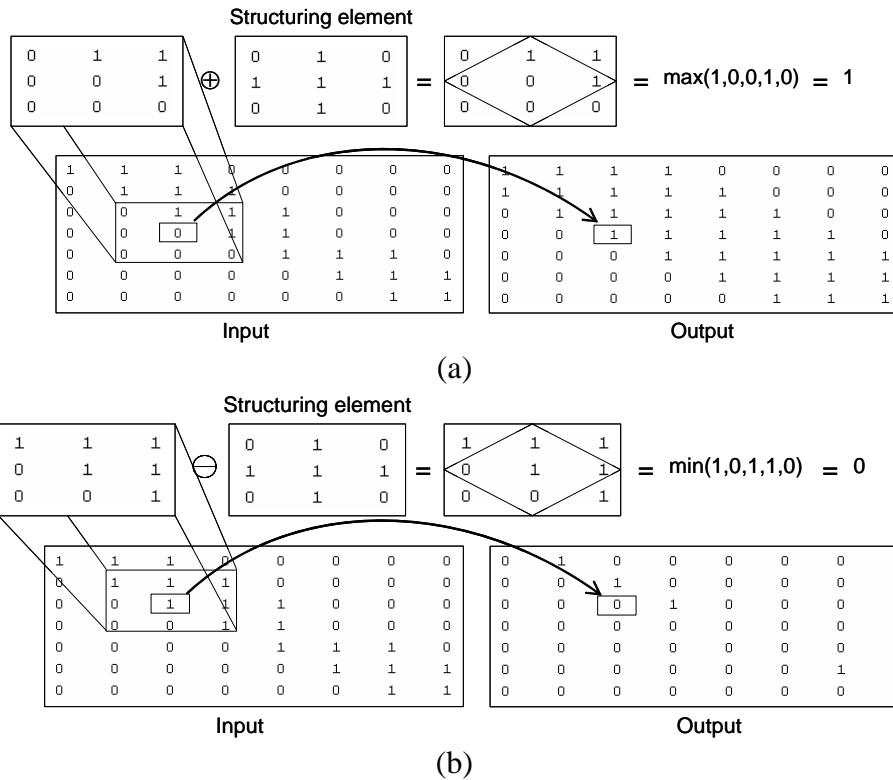 Structuring element
0 1 1 0 1 0 0 1 1
0 0 1 ⊕ 1 1 1 = 0 0 1 = max(1,0,0,1,0) = 1
0 0 0 0 1 0 0 0 0
1 1 1 0 0 0 0 0 1 1 1 1 0 0 0 0
0 1 1 1 0 0 0 0 1 1 1 1 1 0 0 0
0 0 1 1 1 0 0 0 0 1 1 1 1 1 0 0
0 0 0 1 1 0 0 0 0 0 1 1 1 1 1 0
0 0 0 0 1 1 1 0 0 0 0 1 1 1 1 1
0 0 0 0 0 1 1 1 0 0 0 0 1 1 1 1
0 0 0 0 0 0 1 1 0 0 0 0 0 1 1 1
Input Output
(a)
Structuring element
1 1 1 0 1 0 1 1 1
0 1 1 ⊖ 1 1 1 = 0 1 1 = min(1,0,1,1,0) = 0
0 0 1 0 1 0 0 0 1
1 1 1 0 0 0 0 0 0 1 0 0 0 0 0
0 1 1 1 0 0 0 0 0 0 1 0 0 0 0
0 0 1 1 1 0 0 0 0 0 0 1 0 0 0
0 0 0 1 1 0 0 0 0 0 0 0 0 0 0
0 0 0 0 1 1 1 0 0 0 0 0 0 0 0
0 0 0 0 0 1 1 1 0 0 0 0 0 0 1
0 0 0 0 0 0 1 1 0 0 0 0 0 0 0
Input Output
(b)